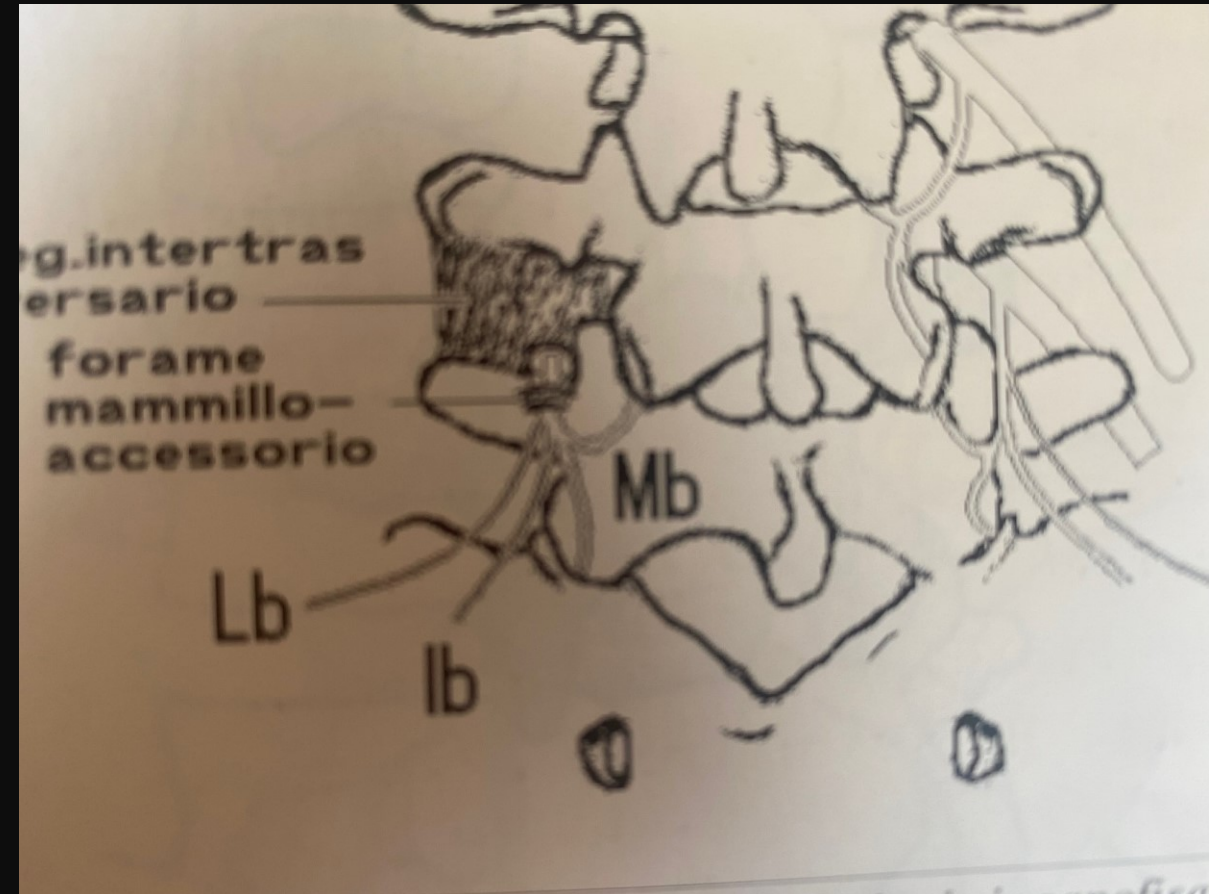 g.intertras
ersario
forame
mammillo-
accessorio
Mb
Lb
Ib